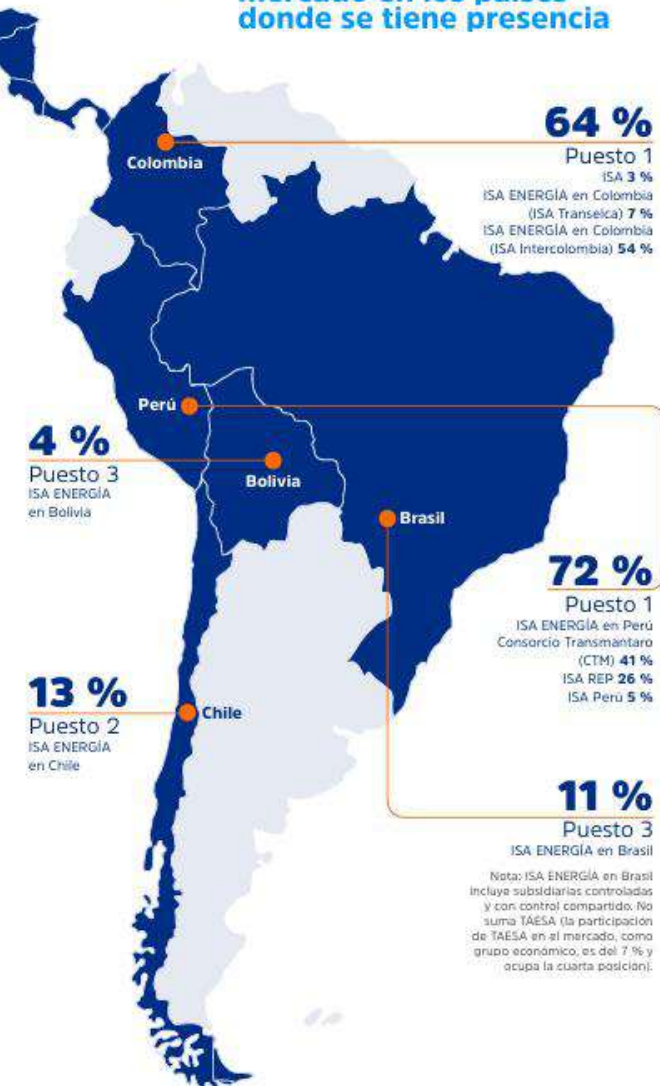 mercado en los países
donde se tiene presencia
64 %
Puesto 1
ISA 3 %
ISA ENERGÍA en Colombia
(ISA Transelca) 7 %
ISA ENERGÍA en Colombia
(ISA Intercolombia) 54 %
Colombia
Perú
4 %
Puesto 3
ISA ENERGÍA
en Bolivia
Bolivia
Brasil
72 %
Puesto 1
ISA ENERGÍA en Perú
Consorcio Transmantaro
(CTM) 41 %
ISA REP 26 %
ISA Perú 5 %
13 %
Puesto 2
ISA ENERGÍA
en Chile
Chile
11 %
Puesto 3
ISA ENERGÍA en Brasil
Nota: ISA ENERGÍA en Brasil
incluye subsidiarias controladas
y con control compartido. No
suma TAESA (la participación
de TAESA en el mercado, como
grupo económico, es del 7 % y
ocupa la cuarta posición).